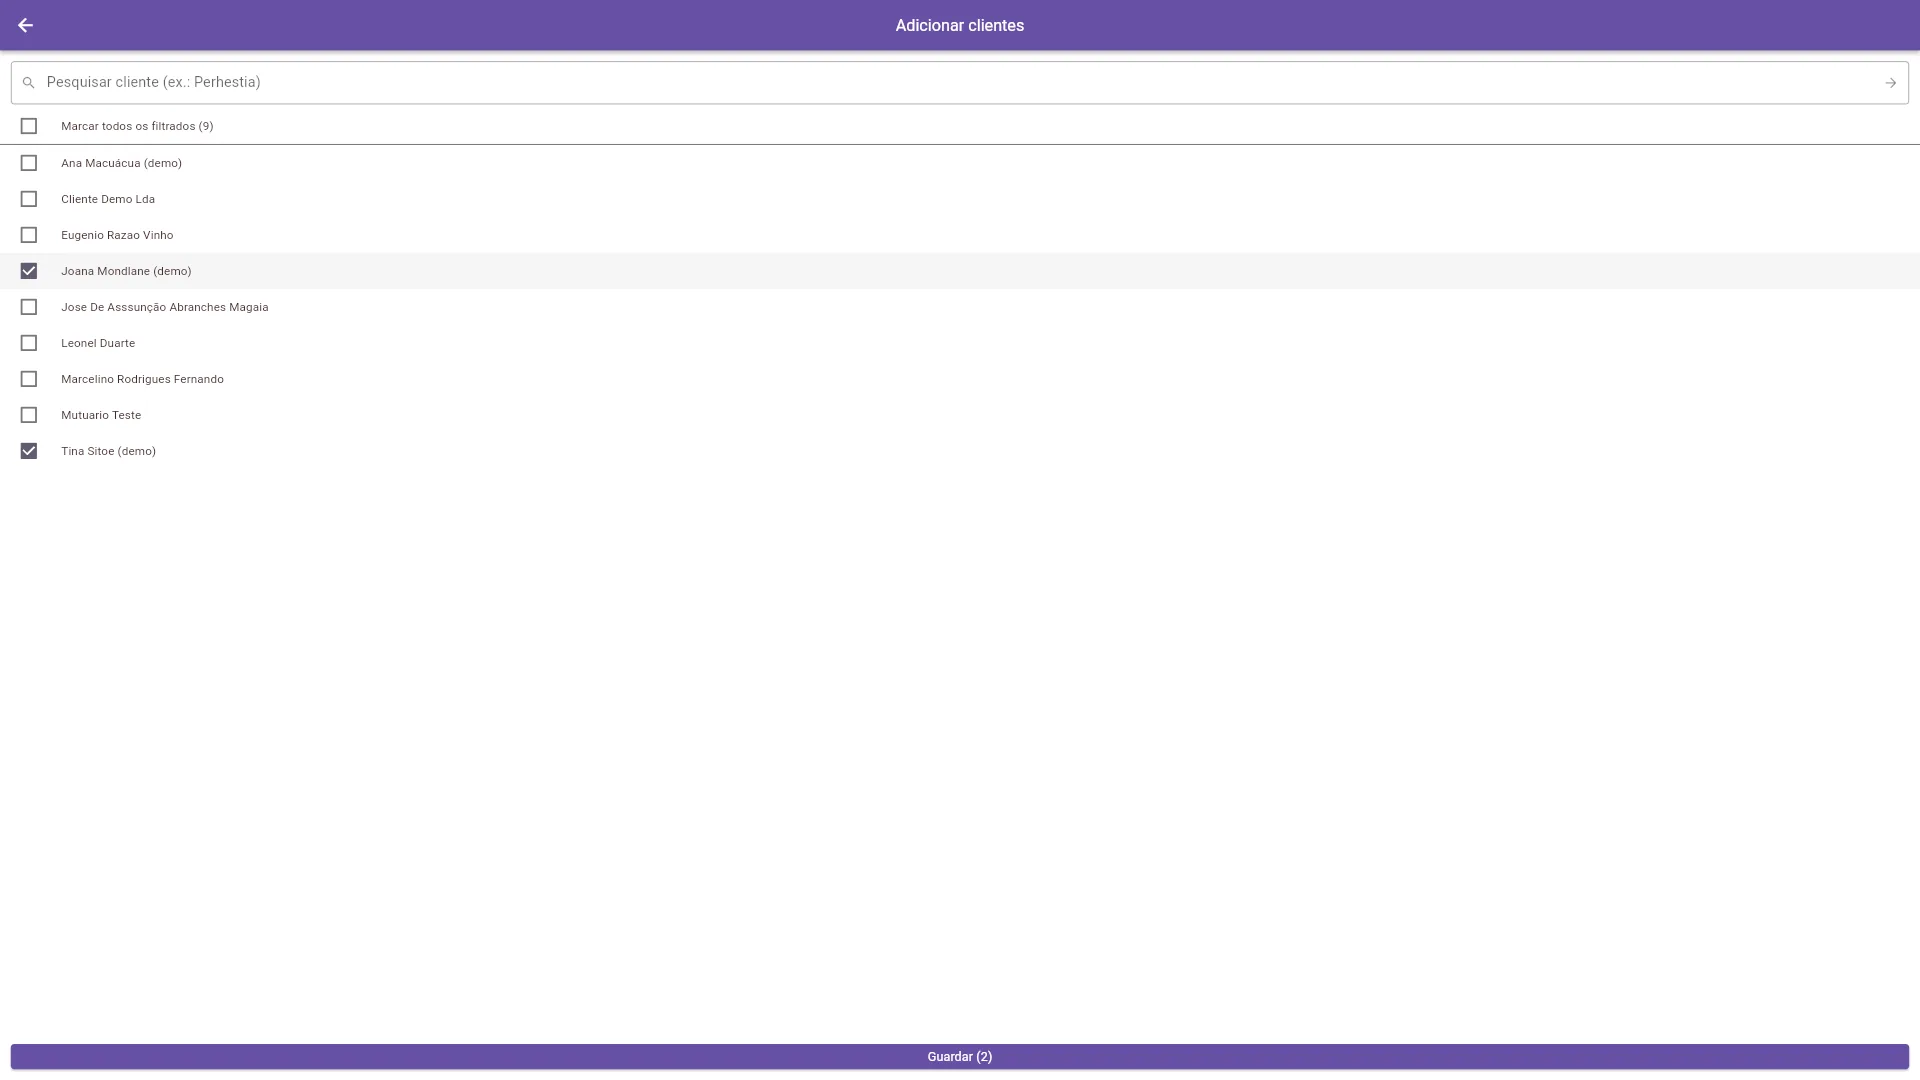 Adicionar clientes
Pesquisar cliente (ex.: Perhestia)
Marcar todos os filtrados (9)
Ana Macuácua (demo)
Cliente Demo Lda
Eugenio Razao Vinho
Joana Mondlane (demo)
Jose De Asssunção Abranches Magaia
Leonel Duarte
Marcelino Rodrigues Fernando
Mutuario Teste
Tina Sitoe (demo)
Guardar (2)